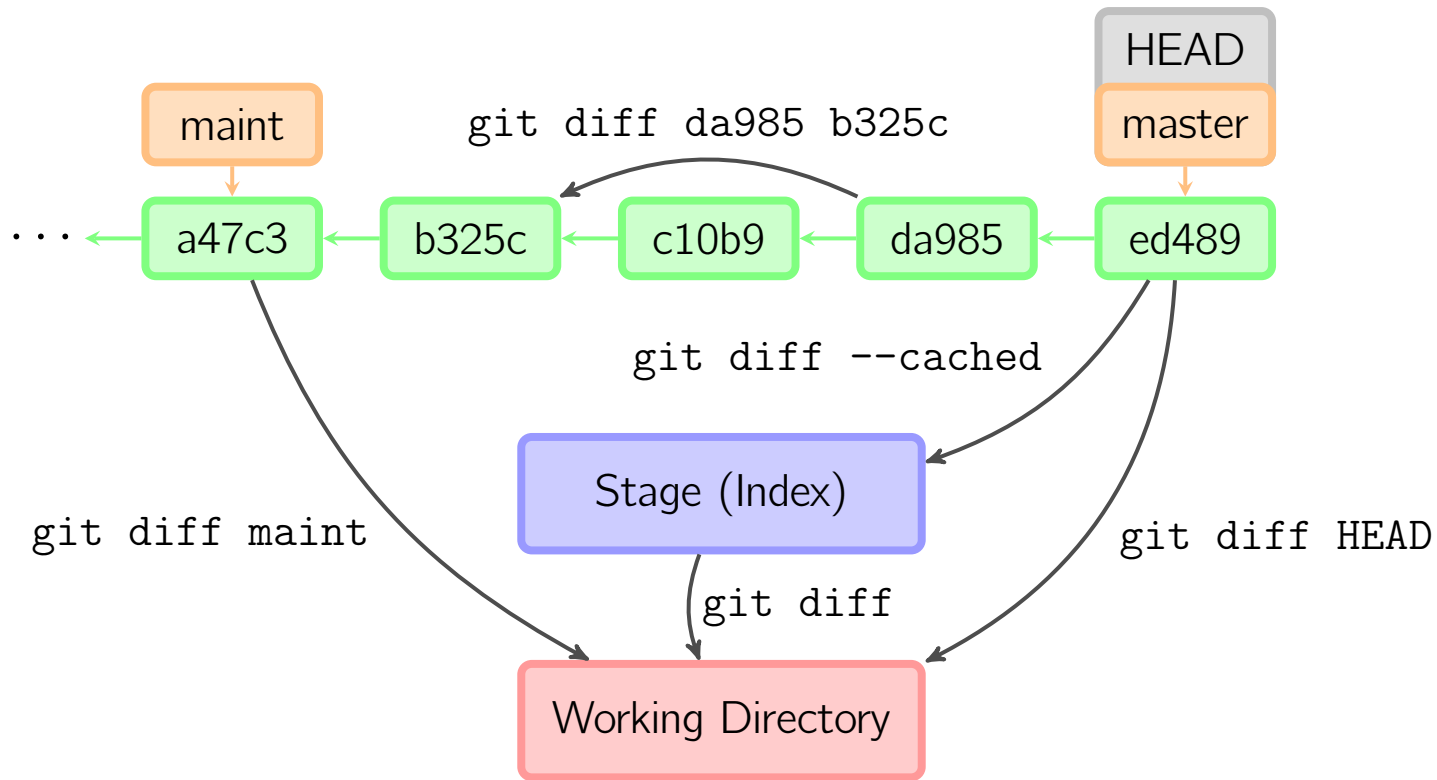 HEAD
maint
git diff da985 b325c
master
··· a47c3 b325c c10b9 da985 ed489
git diff --cached
Stage (Index)
git diff maint
git diff HEAD
git diff
Working Directory